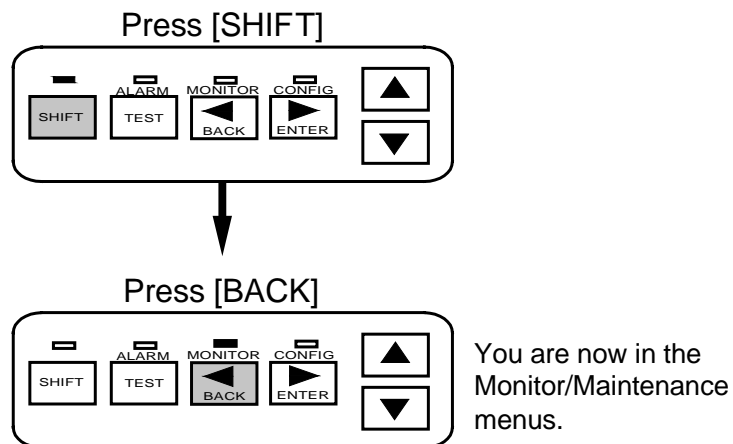 Press [SHIFT]
ALARM MONITOR CONFIG
SHIFT TEST BACK ENTER
Press [BACK]
ALARM MONITOR CONFIG
SHIFT TEST BACK ENTER
You are now in the
Monitor/Maintenance
menus.